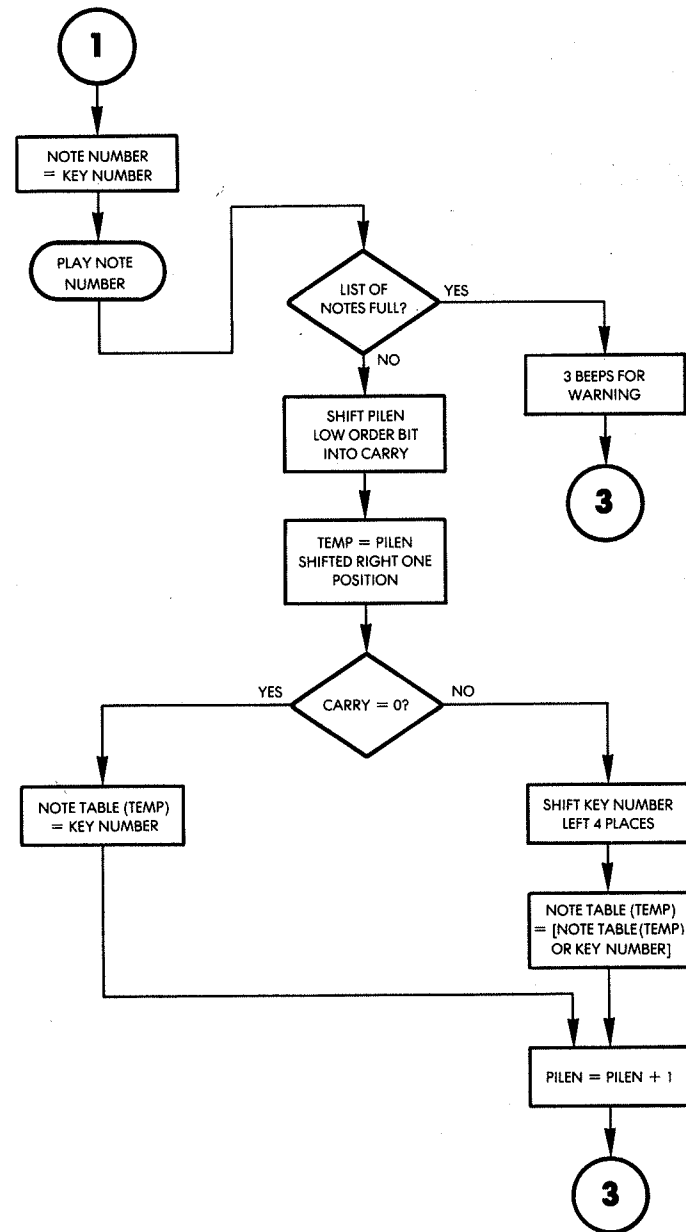 1
NOTE NUMBER
= KEY NUMBER
PLAY NOTE
NUMBER
LIST OF
NOTES FULL?
YES
NO
3 BEEPS FOR
WARNING
3
SHIFT PILEN
LOW ORDER BIT
INTO CARRY
TEMP = PILEN
SHIFTED RIGHT ONE
POSITION
CARRY = 0?
YES
NO
NOTE TABLE (TEMP)
= KEY NUMBER
SHIFT KEY NUMBER
LEFT 4 PLACES
NOTE TABLE (TEMP)
= [NOTE TABLE (TEMP)
OR KEY NUMBER]
PILEN = PILEN + 1
3